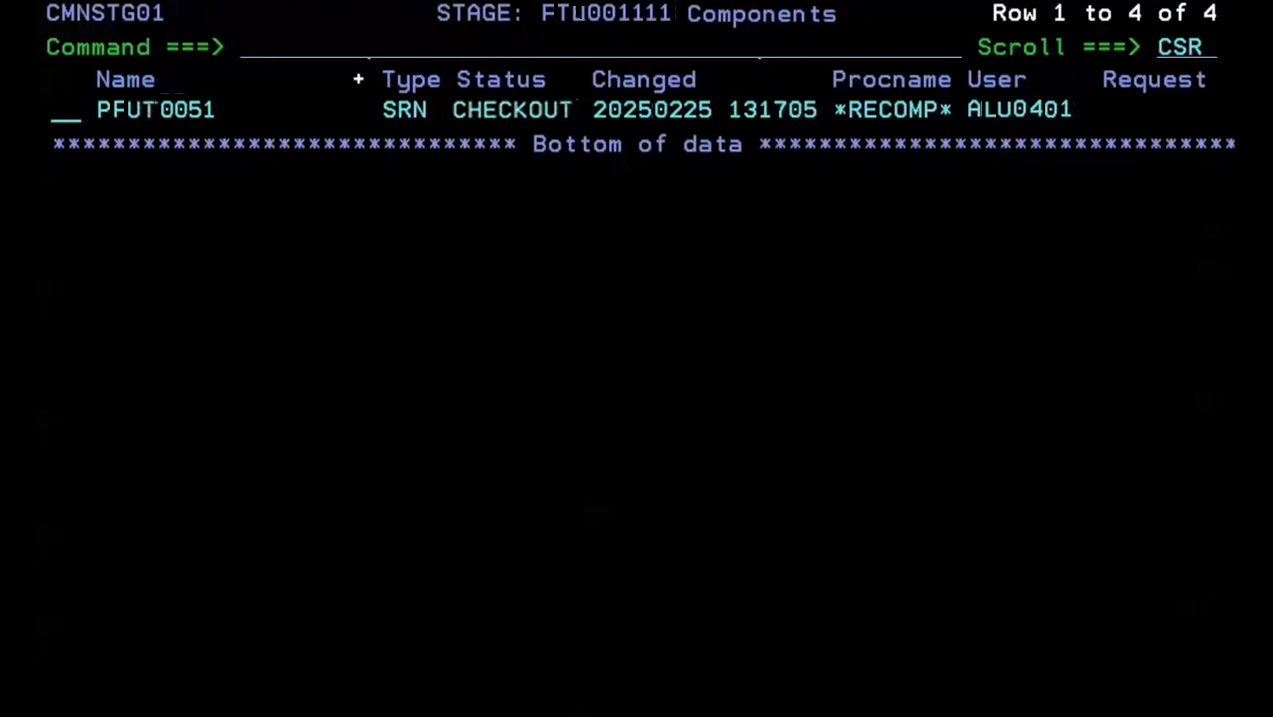 CMNSTG01 STAGE: FTU001111 Components Row 1 to 4 of 4
Command ===> Scroll ===> CSR
Name + Type Status Changed Procname User Request
__ PFUT0051 SRN CHECKOUT 20250225 131705 *RECOMP* ALU0401
******************************* Bottom of data ********************************